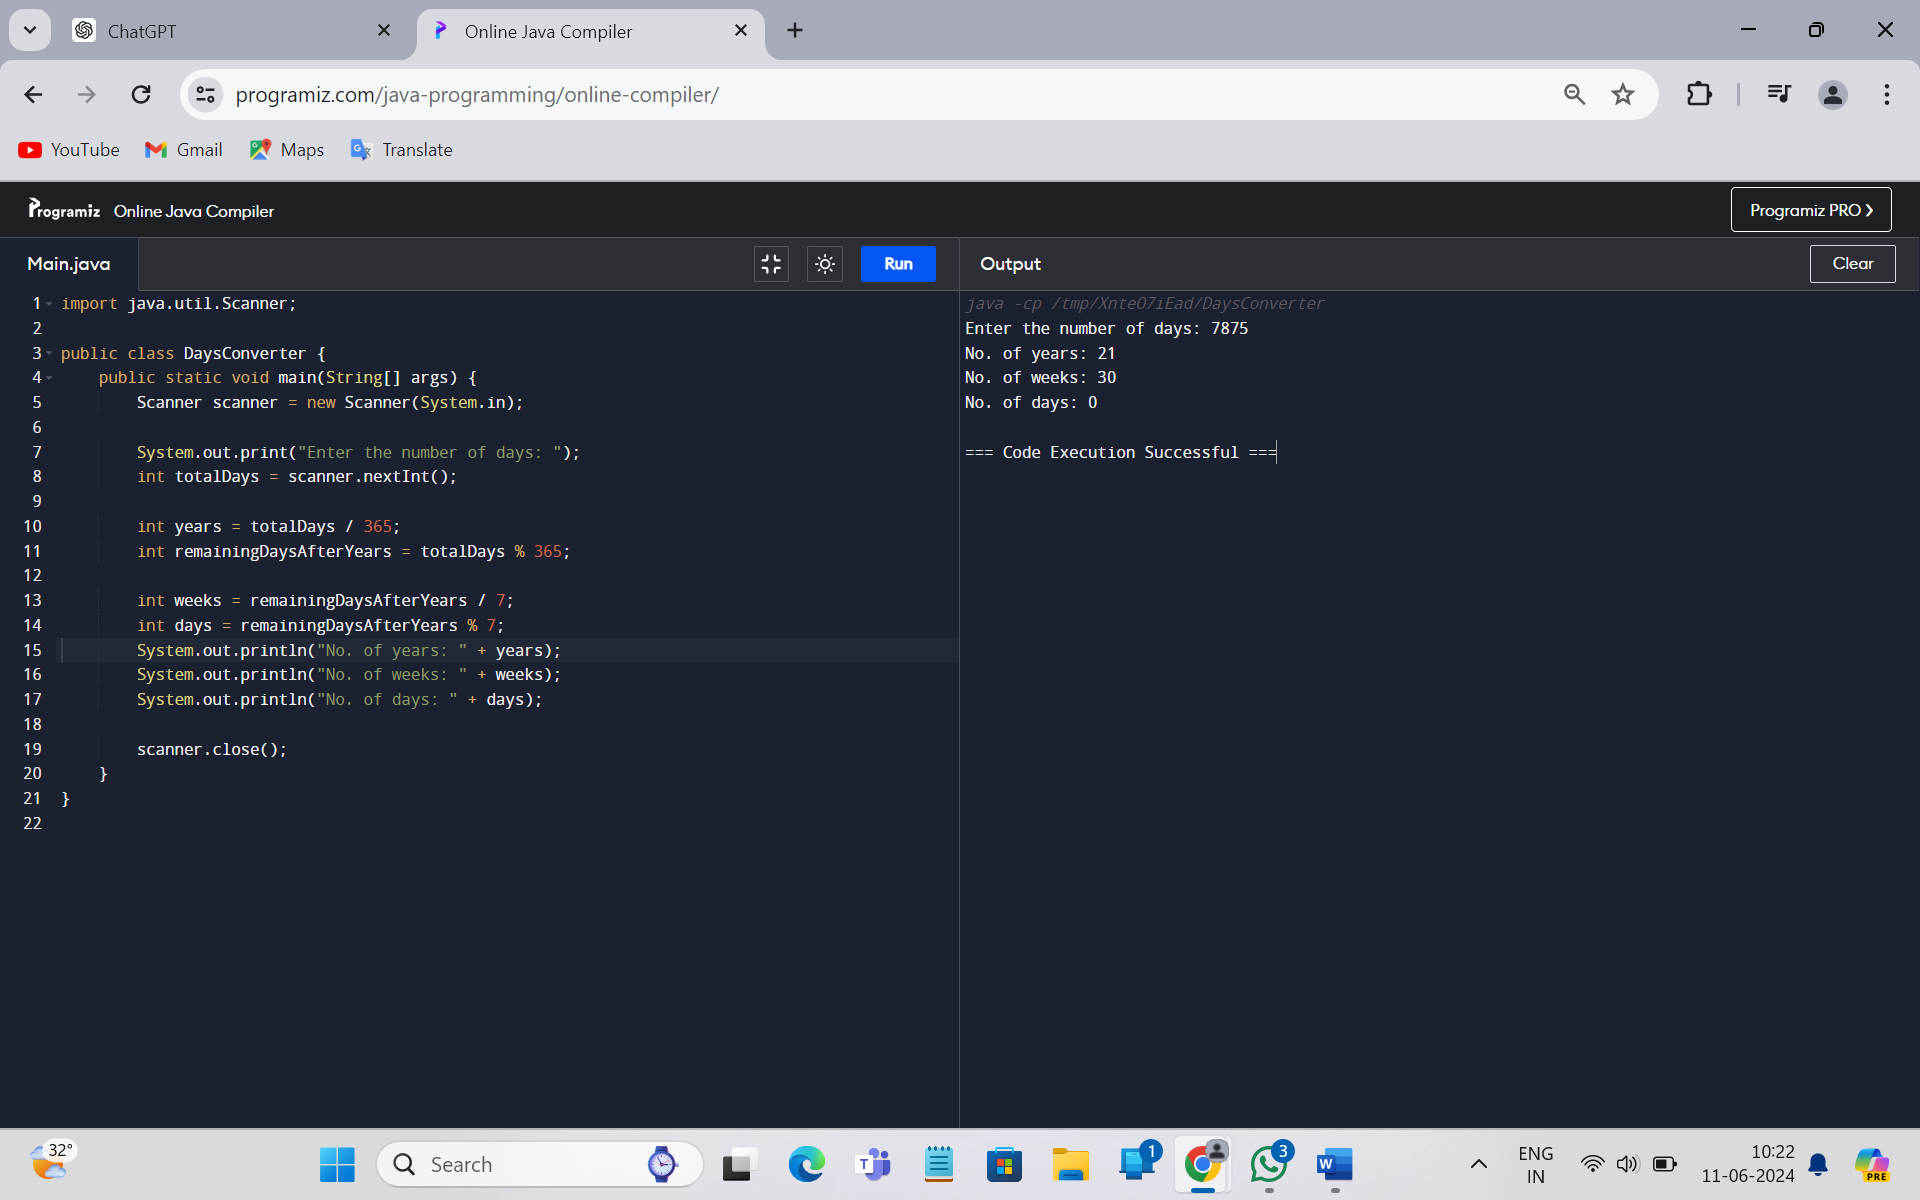 ChatGPT
Online Java Compiler
programiz.com/java-programming/online-compiler/
YouTube
Gmail
Maps
Translate
Programiz Online Java Compiler
Programiz PRO
Main.java
Run
Output
Clear
1 import java.util.Scanner;
2
3 public class DaysConverter {
4 public static void main(String[] args) {
5 Scanner scanner = new Scanner(System.in);
6
7 System.out.print("Enter the number of days: ");
8 int totalDays = scanner.nextInt();
9
10 int years = totalDays / 365;
11 int remainingDaysAfterYears = totalDays % 365;
12
13 int weeks = remainingDaysAfterYears / 7;
14 int days = remainingDaysAfterYears % 7;
15 System.out.println("No. of years: " + years);
16 System.out.println("No. of weeks: " + weeks);
17 System.out.println("No. of days: " + days);
18
19 scanner.close();
20 }
21 }
22
java -cp /tmp/XnteO7iEad/DaysConverter
Enter the number of days: 7875
No. of years: 21
No. of weeks: 30
No. of days: 0
=== Code Execution Successful ===
32°
Search
T
1
3
W
ENG
IN
10:22
11-06-2024
PRE